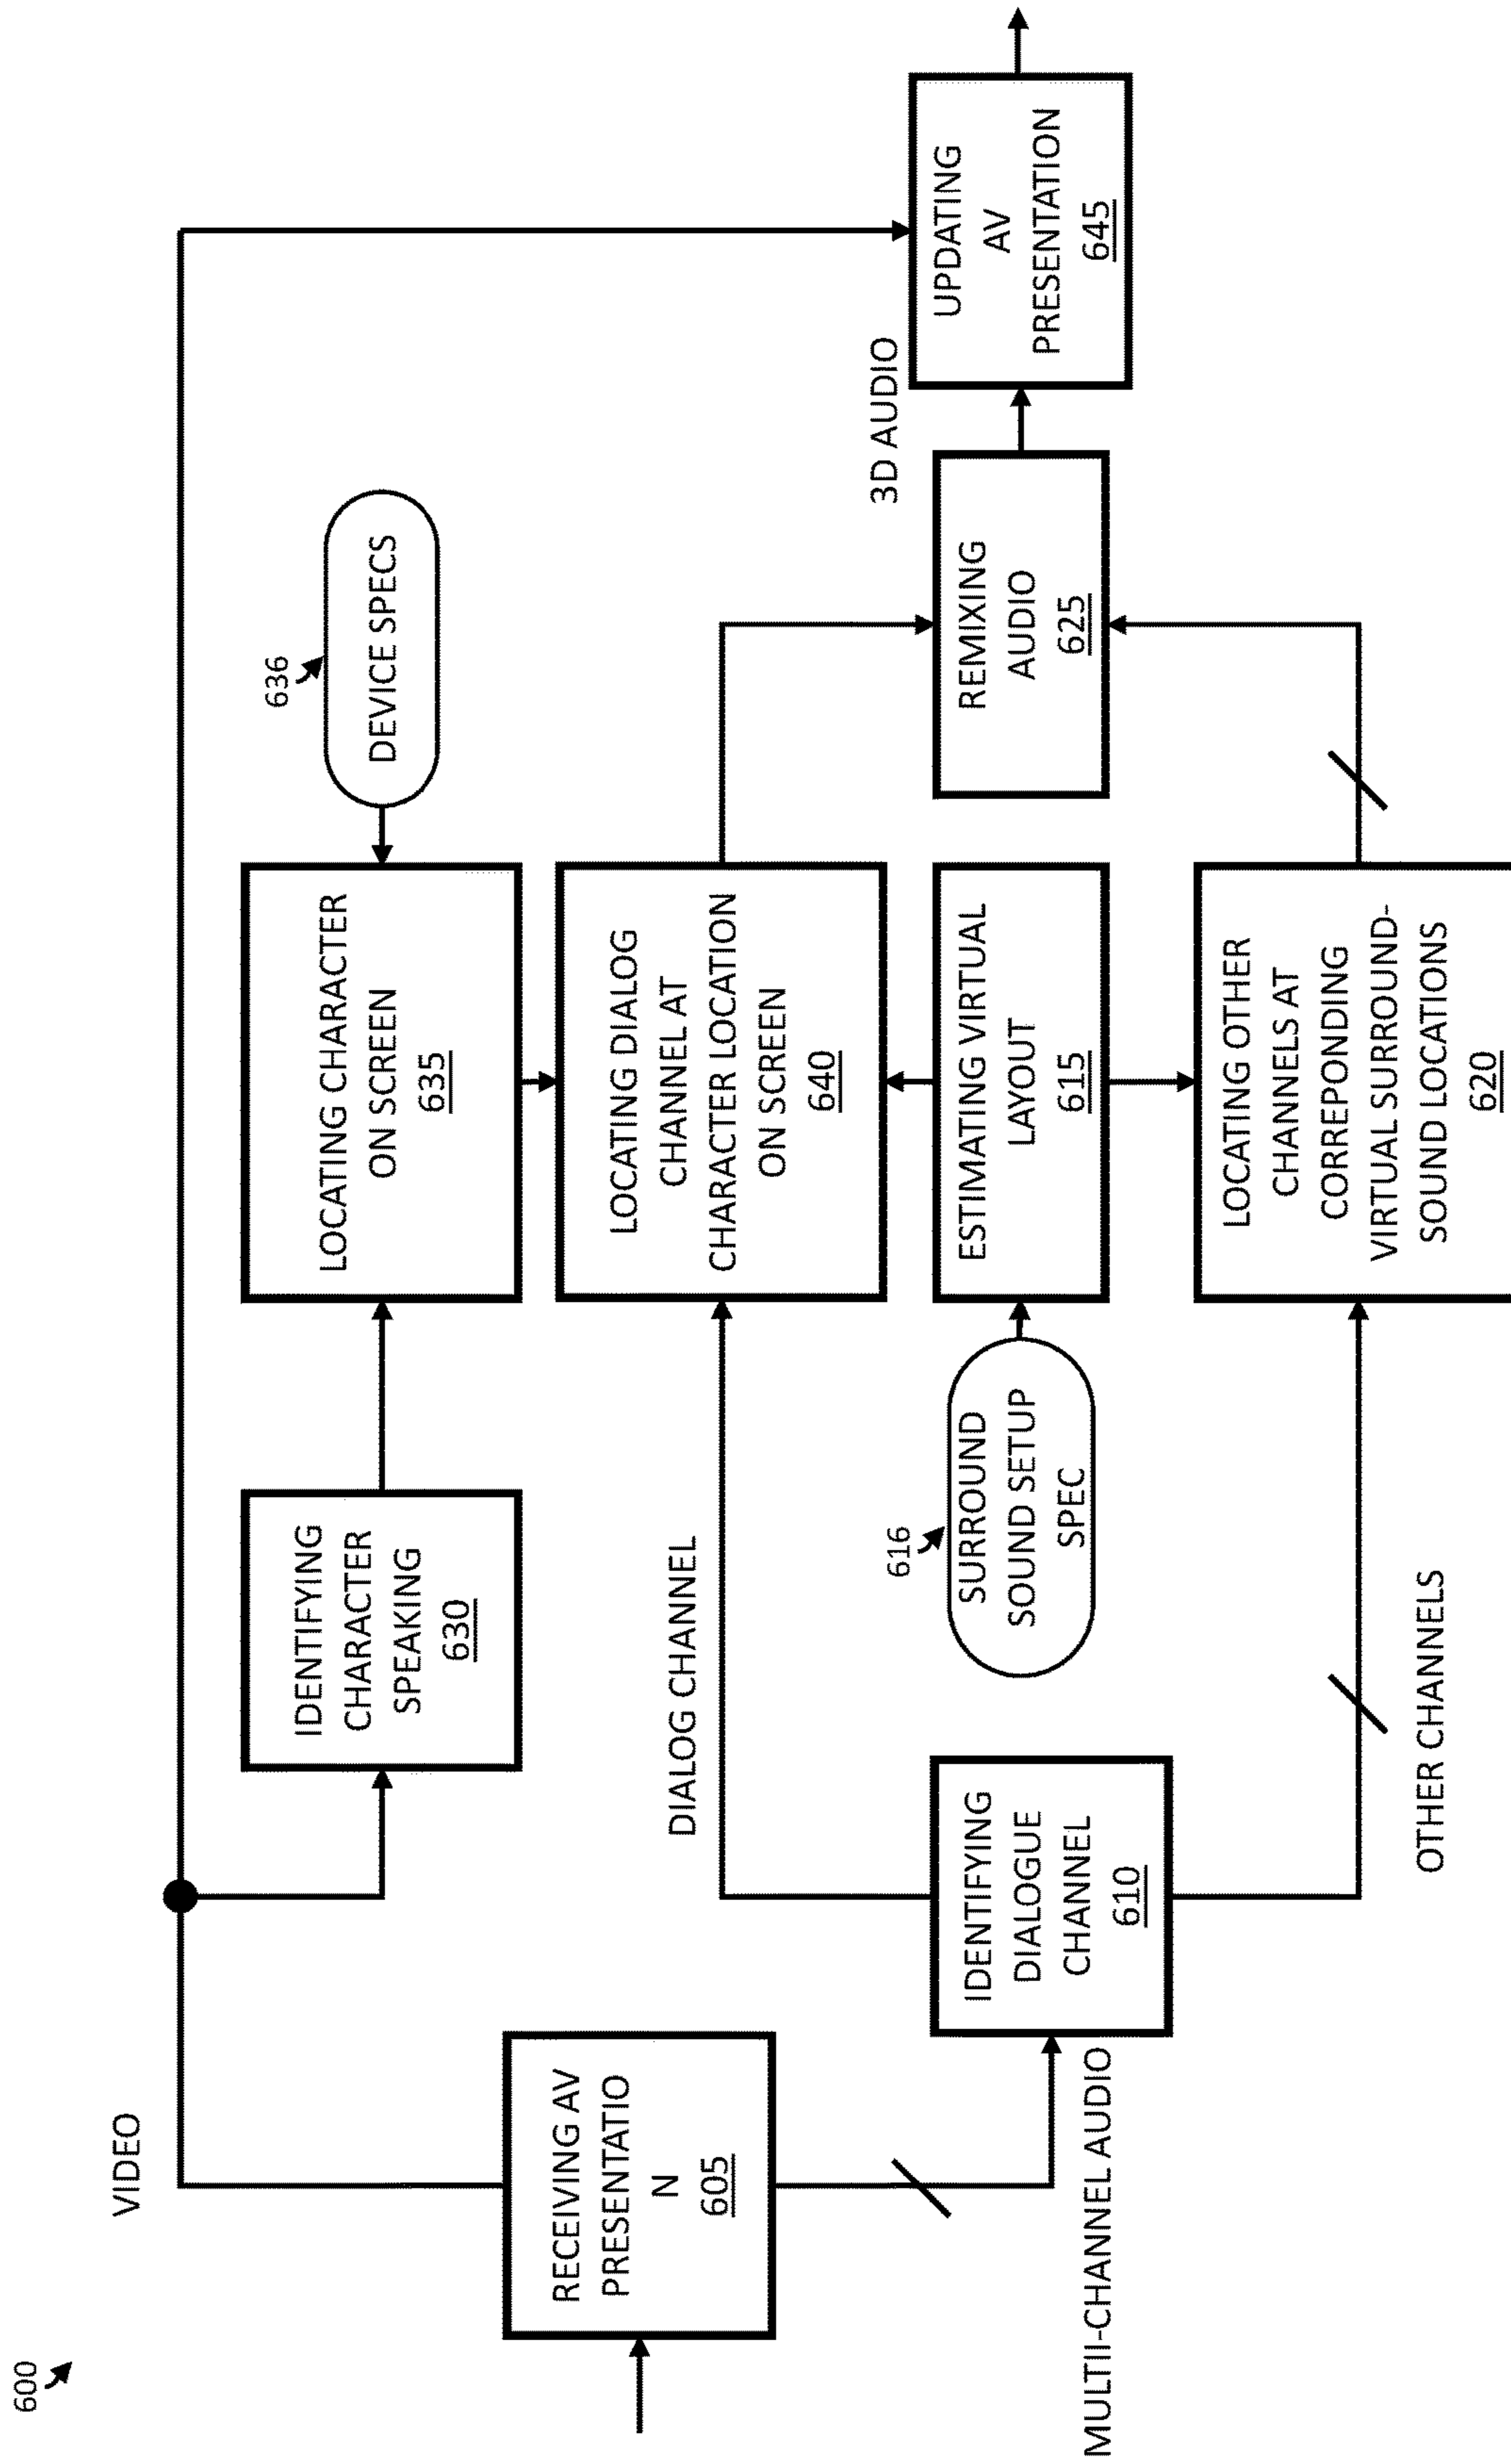 600
VIDEO
RECEIVING AV
PRESENTATIO
N
605
MULTII-CHANNEL AUDIO
IDENTIFYING
DIALOGUE
CHANNEL
610
DIALOG CHANNEL
OTHER CHANNELS
IDENTIFYING
CHARACTER
SPEAKING
630
616
SURROUND
SOUND SETUP
SPEC
LOCATING CHARACTER
ON SCREEN
635
LOCATING DIALOG
CHANNEL AT
CHARACTER LOCATION
ON SCREEN
640
ESTIMATING VIRTUAL
LAYOUT
615
LOCATING OTHER
CHANNELS AT
CORREPONDING
VIRTUAL SURROUND-
SOUND LOCATIONS
620
636
DEVICE SPECS
REMIXING
AUDIO
625
3D AUDIO
UPDATING
AV
PRESENTATION
645